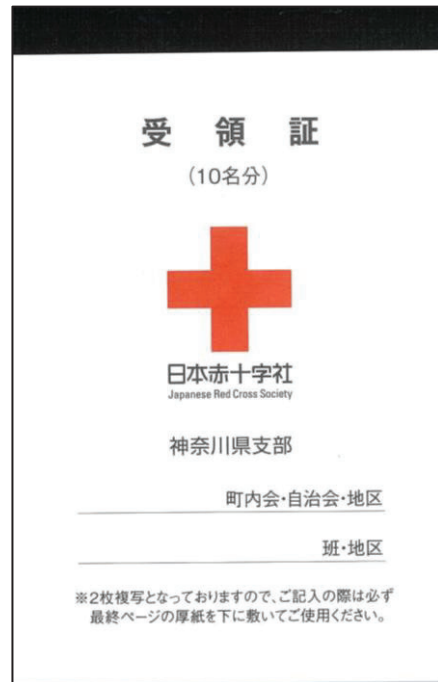 受 領 証
（10名分）
日本赤十字社
Japanese Red Cross Society
神奈川県支部
町内会・自治会・地区
班・地区
※2枚複写となっておりますので、ご記入の際は必ず
最終ページの厚紙を下に敷いてご使用ください。